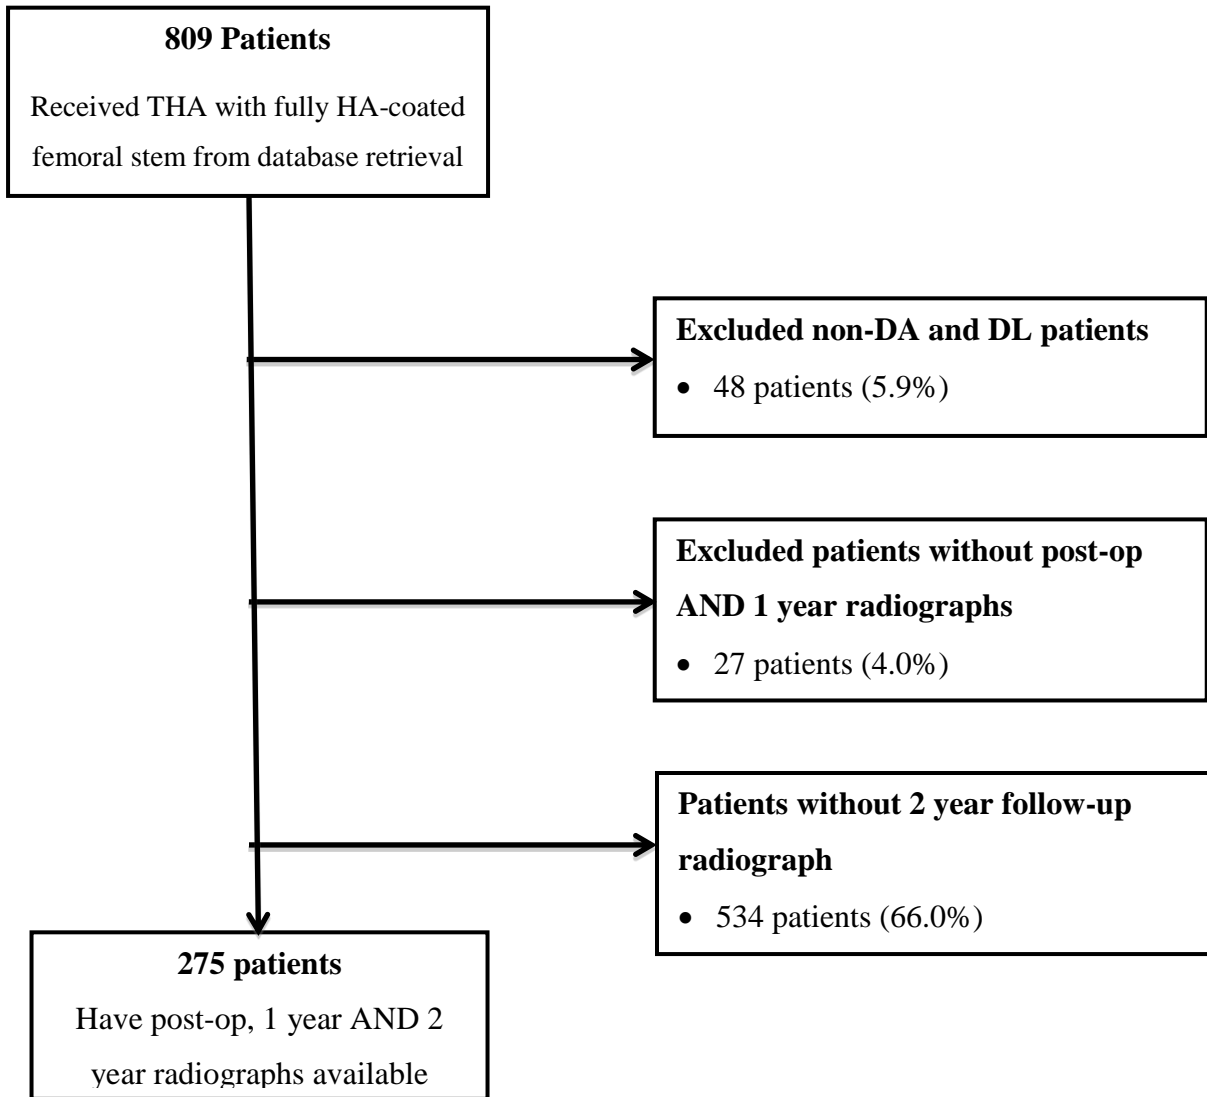 809 Patients
Received THA with fully HA-coated
femoral stem from database retrieval
Excluded non-DA and DL patients
• 48 patients (5.9%)
Excluded patients without post-op
AND 1 year radiographs
• 27 patients (4.0%)
Patients without 2 year follow-up
radiograph
• 534 patients (66.0%)
275 patients
Have post-op, 1 year AND 2
year radiographs available